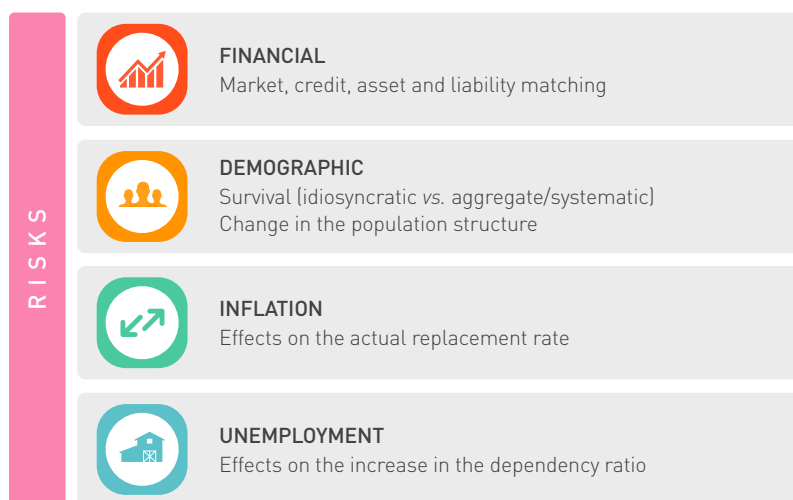 RISKS
FINANCIAL
Market, credit, asset and liability matching
DEMOGRAPHIC
Survival (idiosyncratic vs. aggregate/systematic)
Change in the population structure
INFLATION
Effects on the actual replacement rate
UNEMPLOYMENT
Effects on the increase in the dependency ratio